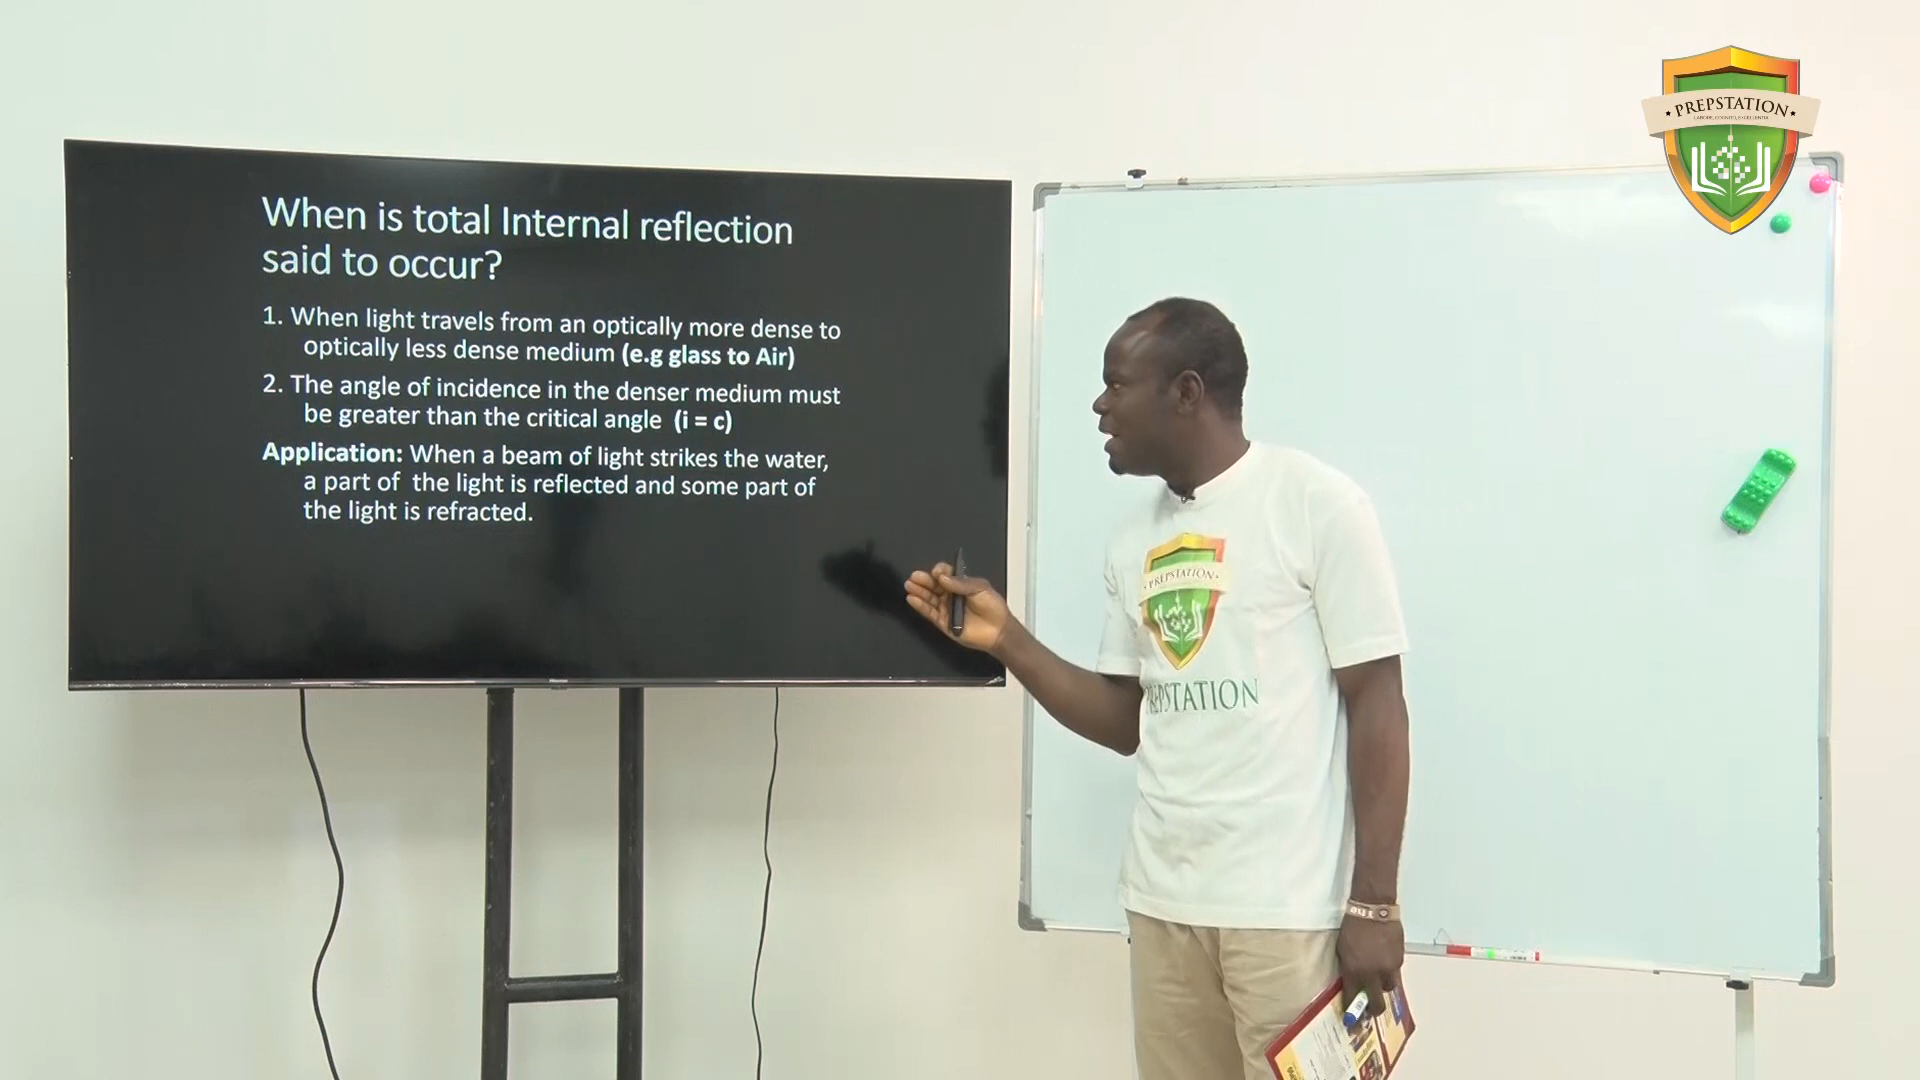 PREPSTATION
When is total Internal reflection
said to occur?
1. When light travels from an optically more dense to
optically less dense medium (e.g glass to Air)
2. The angle of incidence in the denser medium must
be greater than the critical angle (i = c)
Application: When a beam of light strikes the water,
a part of the light is reflected and some part of
the light is refracted.
PREPSTATION
PREPSTATION